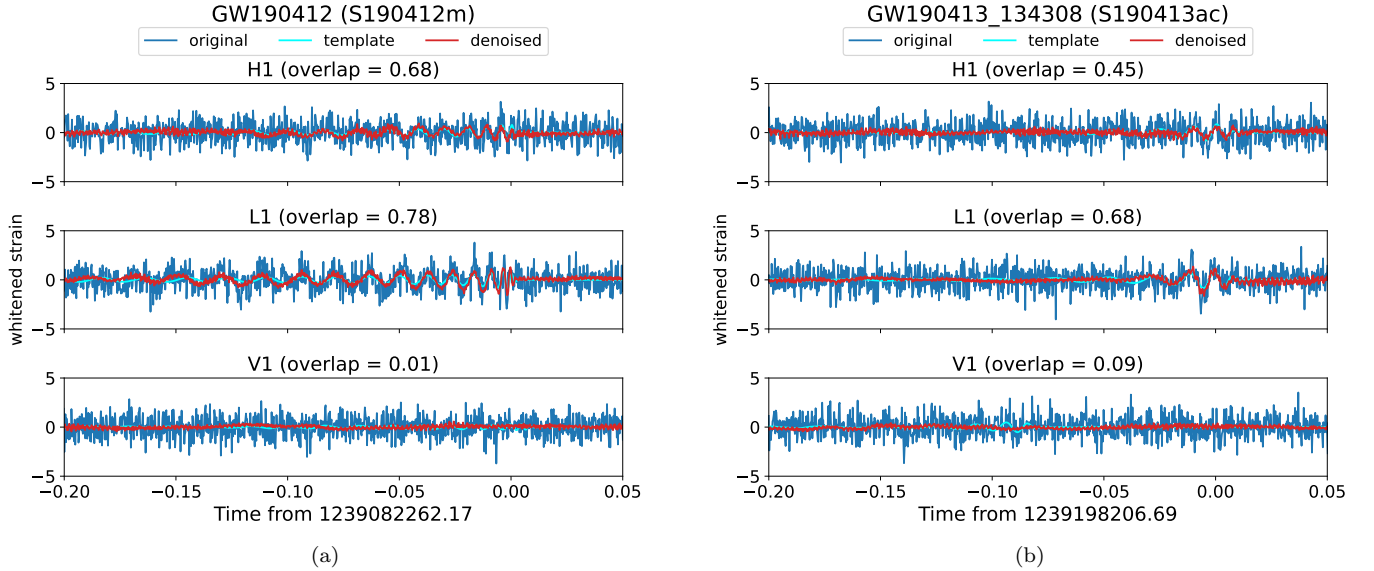 GW190412 (S190412m)
original template denoised
H1 (overlap = 0.68)
5
0
−5
L1 (overlap = 0.78)
5
0
−5
whitened strain
V1 (overlap = 0.01)
5
0
−5
−0.20 −0.15 −0.10 −0.05 0.00 0.05
Time from 1239082262.17
(a)
GW190413_134308 (S190413ac)
original template denoised
H1 (overlap = 0.45)
5
0
−5
L1 (overlap = 0.68)
5
0
−5
whitened strain
V1 (overlap = 0.09)
5
0
−5
−0.20 −0.15 −0.10 −0.05 0.00 0.05
Time from 1239198206.69
(b)